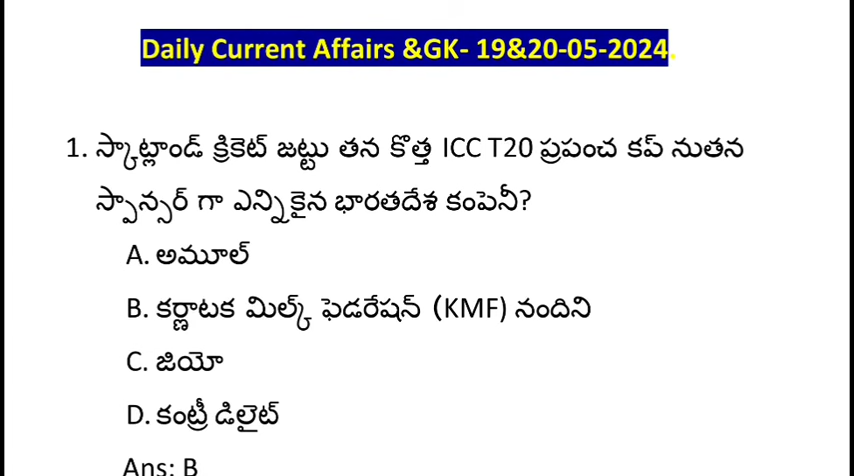 Daily Current Affairs &GK- 19&20-05-2024.
1. స్కాట్లాండ్ క్రికెట్ జట్టు తన కొత్త ICC T20 ప్రపంచ కప్ నుతన
స్పాన్సర్ గా ఎన్నికైన భారతదేశ కంపెనీ?
A. అమూల్
B. కర్ణాటక మిల్క్ ఫెడరేషన్ (KMF) నందిని
C. జియో
D. కంట్రీ డిలైట్
Ans: B